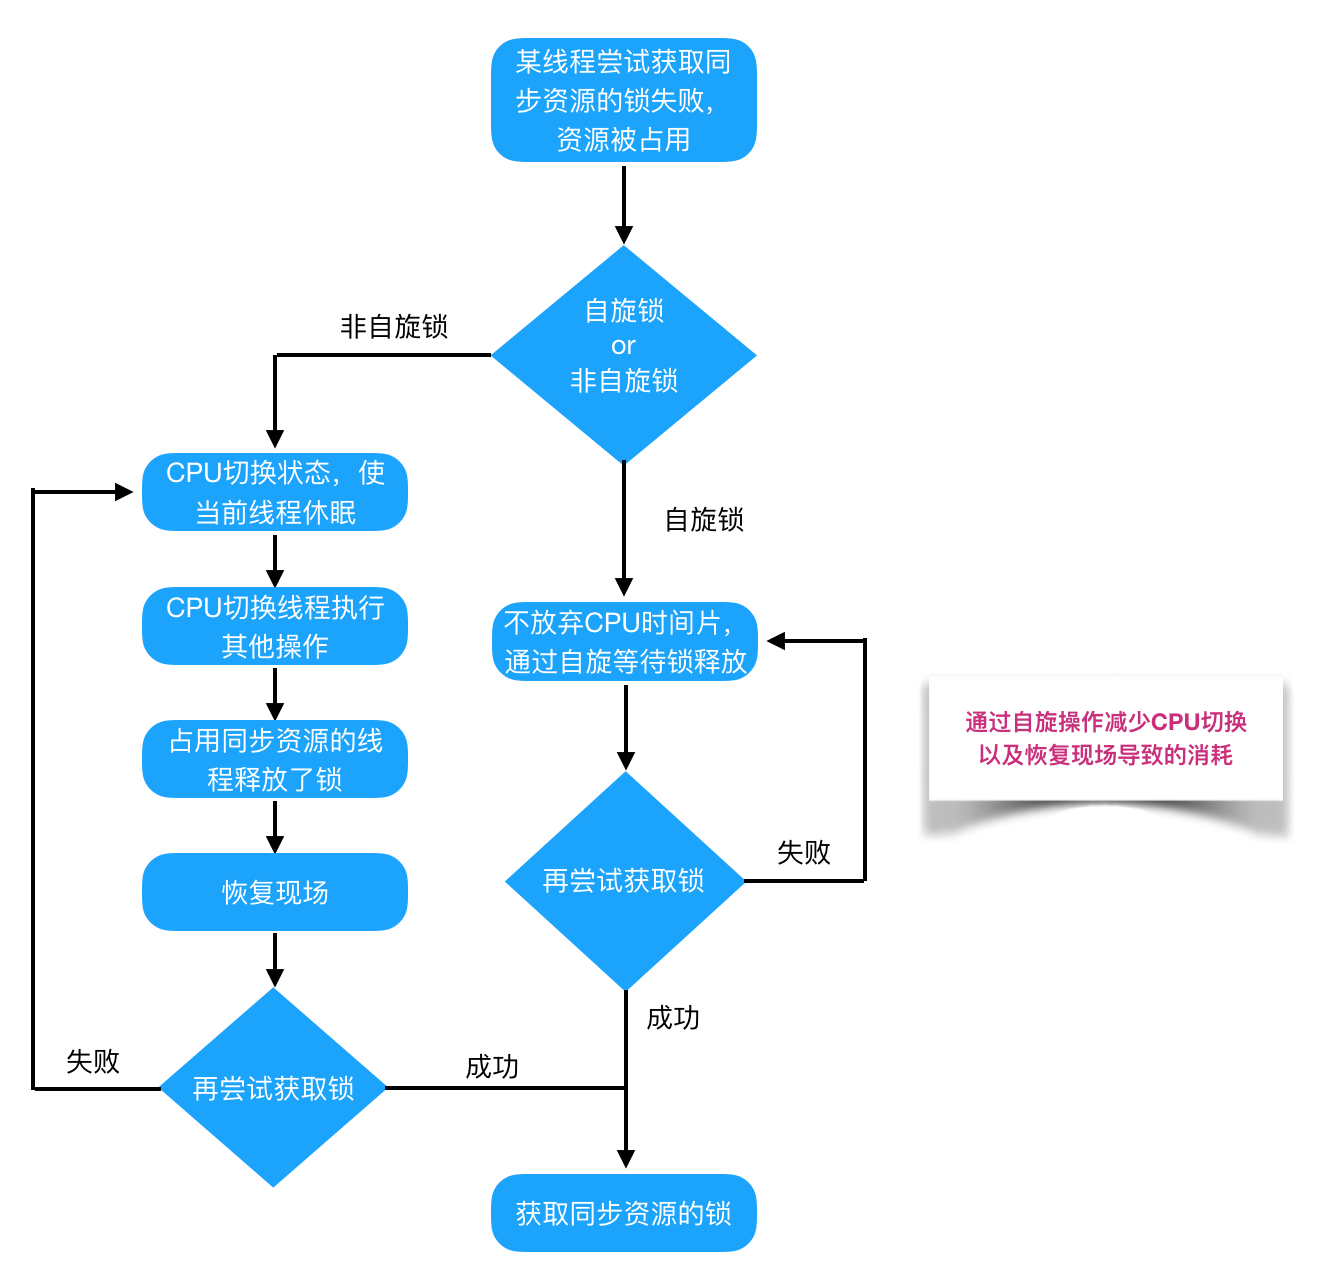 某线程尝试获取同
步资源的锁失败，
资源被占用
自旋锁
or
非自旋锁
非自旋锁
CPU切换状态，使
当前线程休眠
自旋锁
CPU切换线程执行
其他操作
不放弃CPU时间片，
通过自旋等待锁释放
占用同步资源的线
程释放了锁
通过自旋操作减少CPU切换
以及恢复现场导致的消耗
恢复现场
再尝试获取锁
失败
成功
再尝试获取锁
失败
成功
获取同步资源的锁